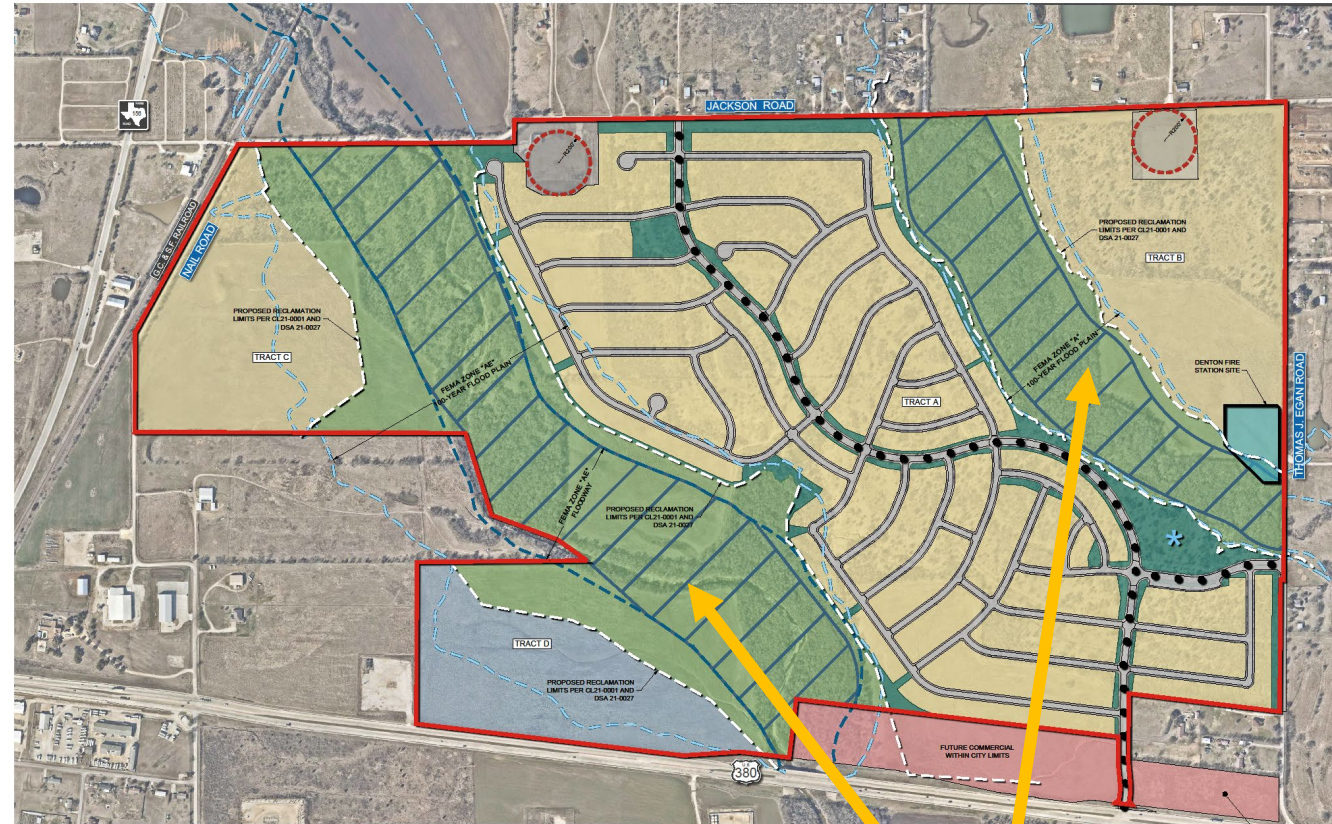 JACKSON ROAD
156
R200'
R200'
G.C. & S.F. RAILROAD
NAIL ROAD
PROPOSED RECLAMATION
LIMITS PER CL21-0001 AND
DSA 21-0027
TRACT B
PROPOSED RECLAMATION
LIMITS PER CL21-0001 AND
DSA 21-0027
TRACT C
FEMA ZONE "AE"
100-YEAR FLOOD PLAIN
FEMA ZONE "A"
100-YEAR FLOOD PLAIN
DENTON FIRE
STATION SITE
THOMAS J. EGAN ROAD
TRACT A
FEMA ZONE "AE"
FLOODWAY
PROPOSED RECLAMATION
LIMITS PER CL21-0001 AND
DSA 21-0027
*
TRACT D
PROPOSED RECLAMATION
LIMITS PER CL21-0001 AND
DSA 21-0027
FUTURE COMMERCIAL
WITHIN CITY LIMITS
380